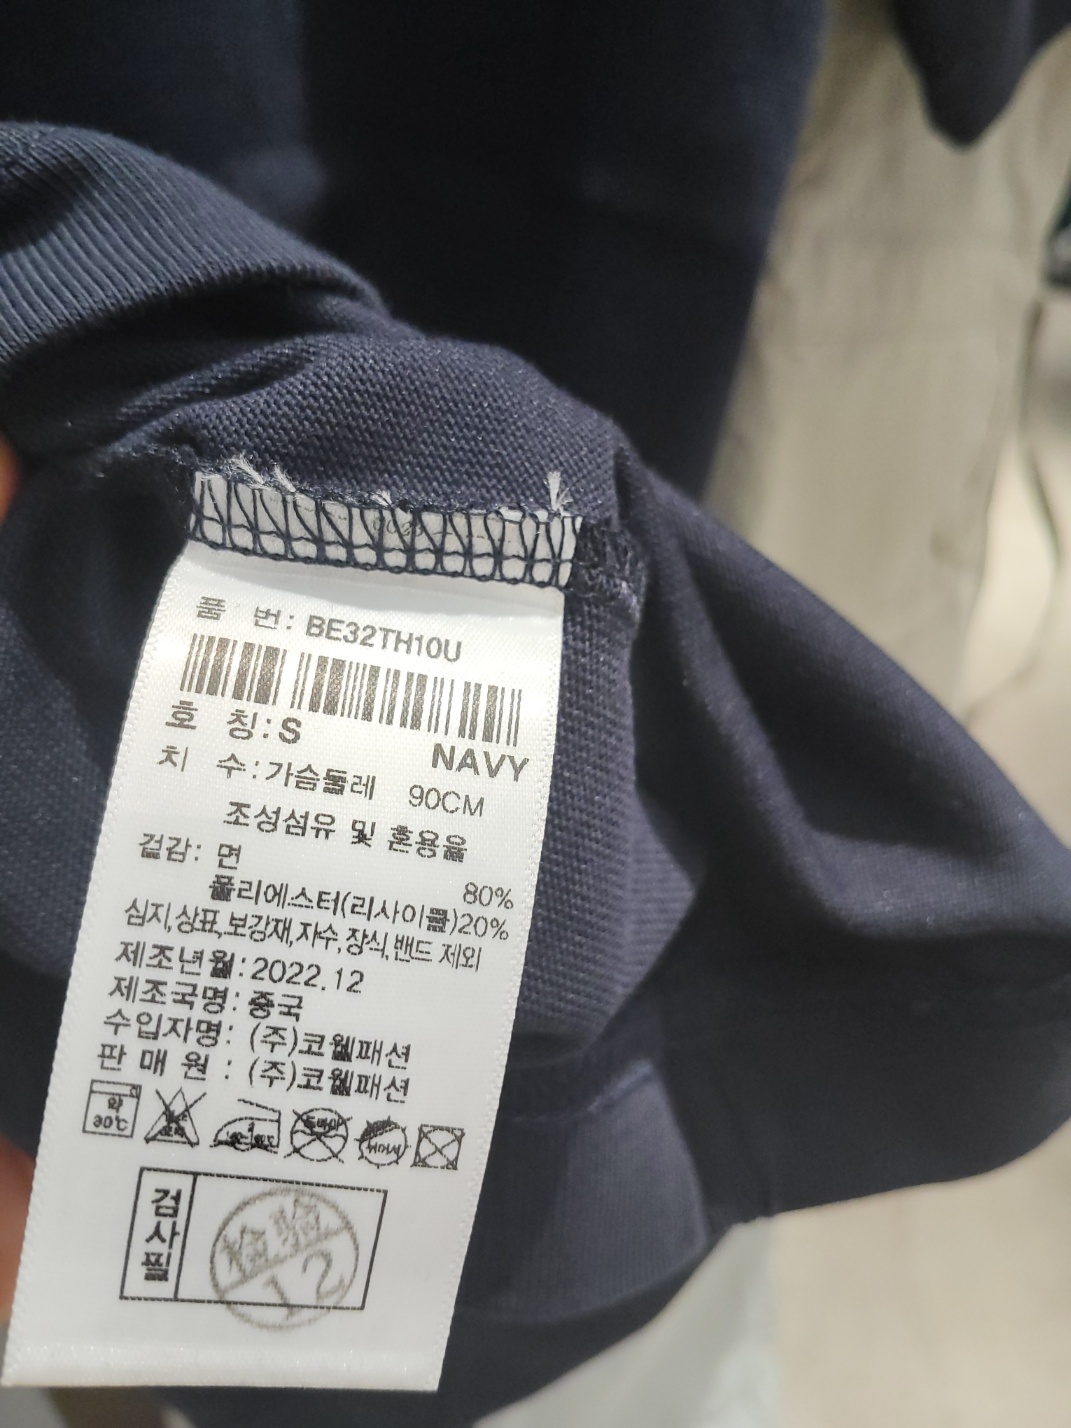 품 번: BE32TH10U
호 칭: S
NAVY
치 수: 가슴둘레 90CM
조성섬유 및 혼용율
겉감: 면 80%
폴리에스터(리사이클)20%
심지,상표,보강재,자수,장식,밴드 제외
제조년월: 2022.12
제조국명: 중국
수입자명: (주)코웰패션
판 매 원: (주)코웰패션
약
30℃
검사필
12